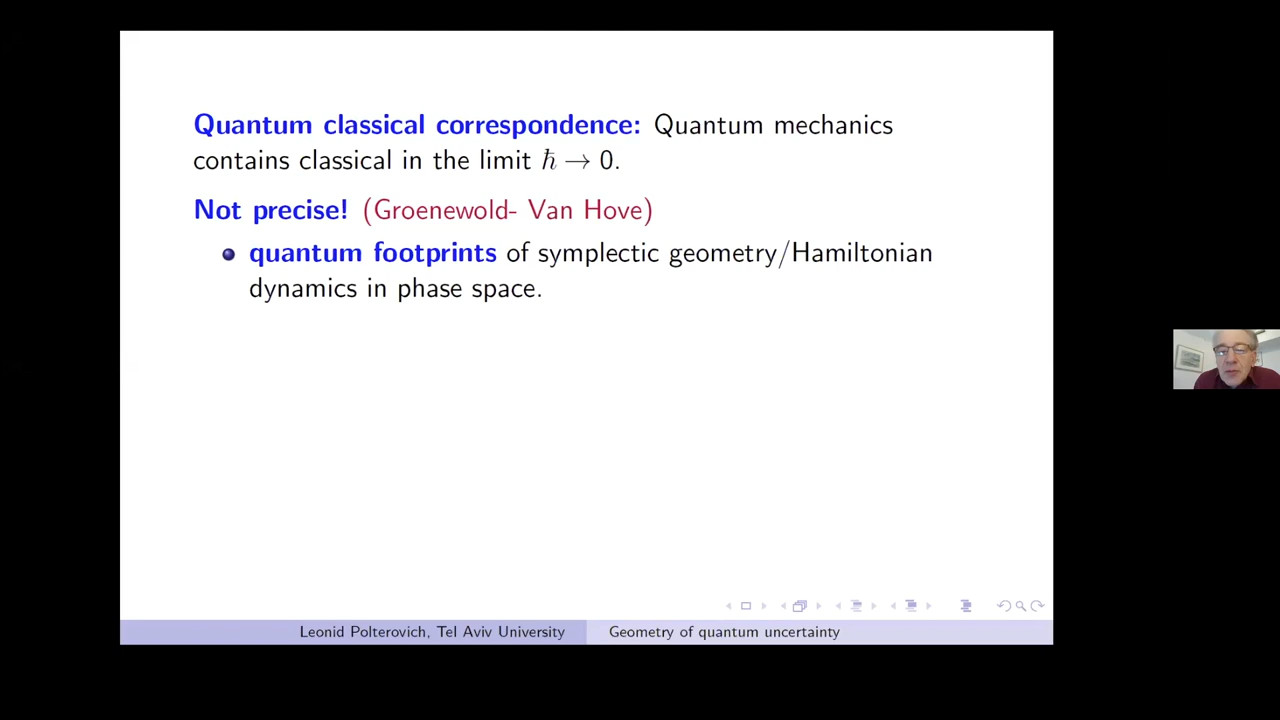 Quantum classical correspondence: Quantum mechanics
contains classical in the limit ℏ → 0.
Not precise! (Groenewold- Van Hove)
quantum footprints of symplectic geometry/Hamiltonian
dynamics in phase space.
Leonid Polterovich, Tel Aviv University
Geometry of quantum uncertainty